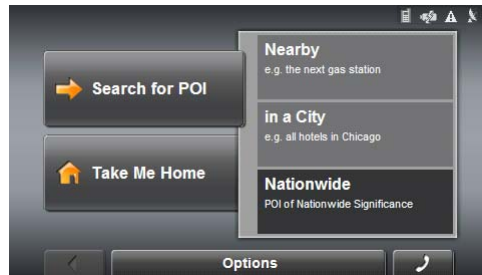 Search for POI
Take Me Home
Nearby
e.g. the next gas station
in a City
e.g. all hotels in Chicago
Nationwide
POI of Nationwide Significance
Options